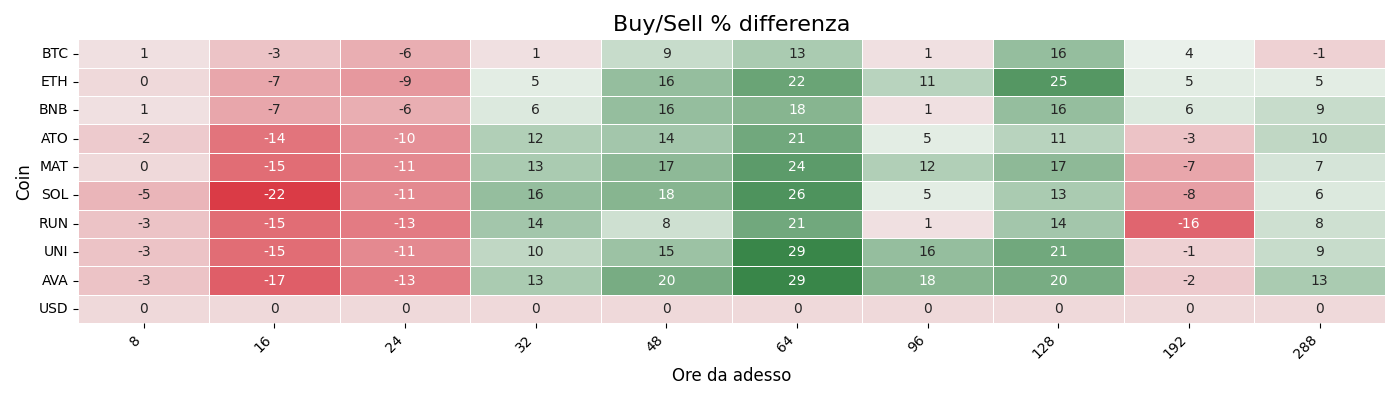 Buy/Sell % differenza
Coin
BTC 1 -3 -6 1 9 13 1 16 4 -1
ETH 0 -7 -9 5 16 22 11 25 5 5
BNB 1 -7 -6 6 16 18 1 16 6 9
ATO -2 -14 -10 12 14 21 5 11 -3 10
MAT 0 -15 -11 13 17 24 12 17 -7 7
SOL -5 -22 -11 16 18 26 5 13 -8 6
RUN -3 -15 -13 14 8 21 1 14 -16 8
UNI -3 -15 -11 10 15 29 16 21 -1 9
AVA -3 -17 -13 13 20 29 18 20 -2 13
USD 0 0 0 0 0 0 0 0 0 0
8 16 24 32 48 64 96 128 192 288
Ore da adesso